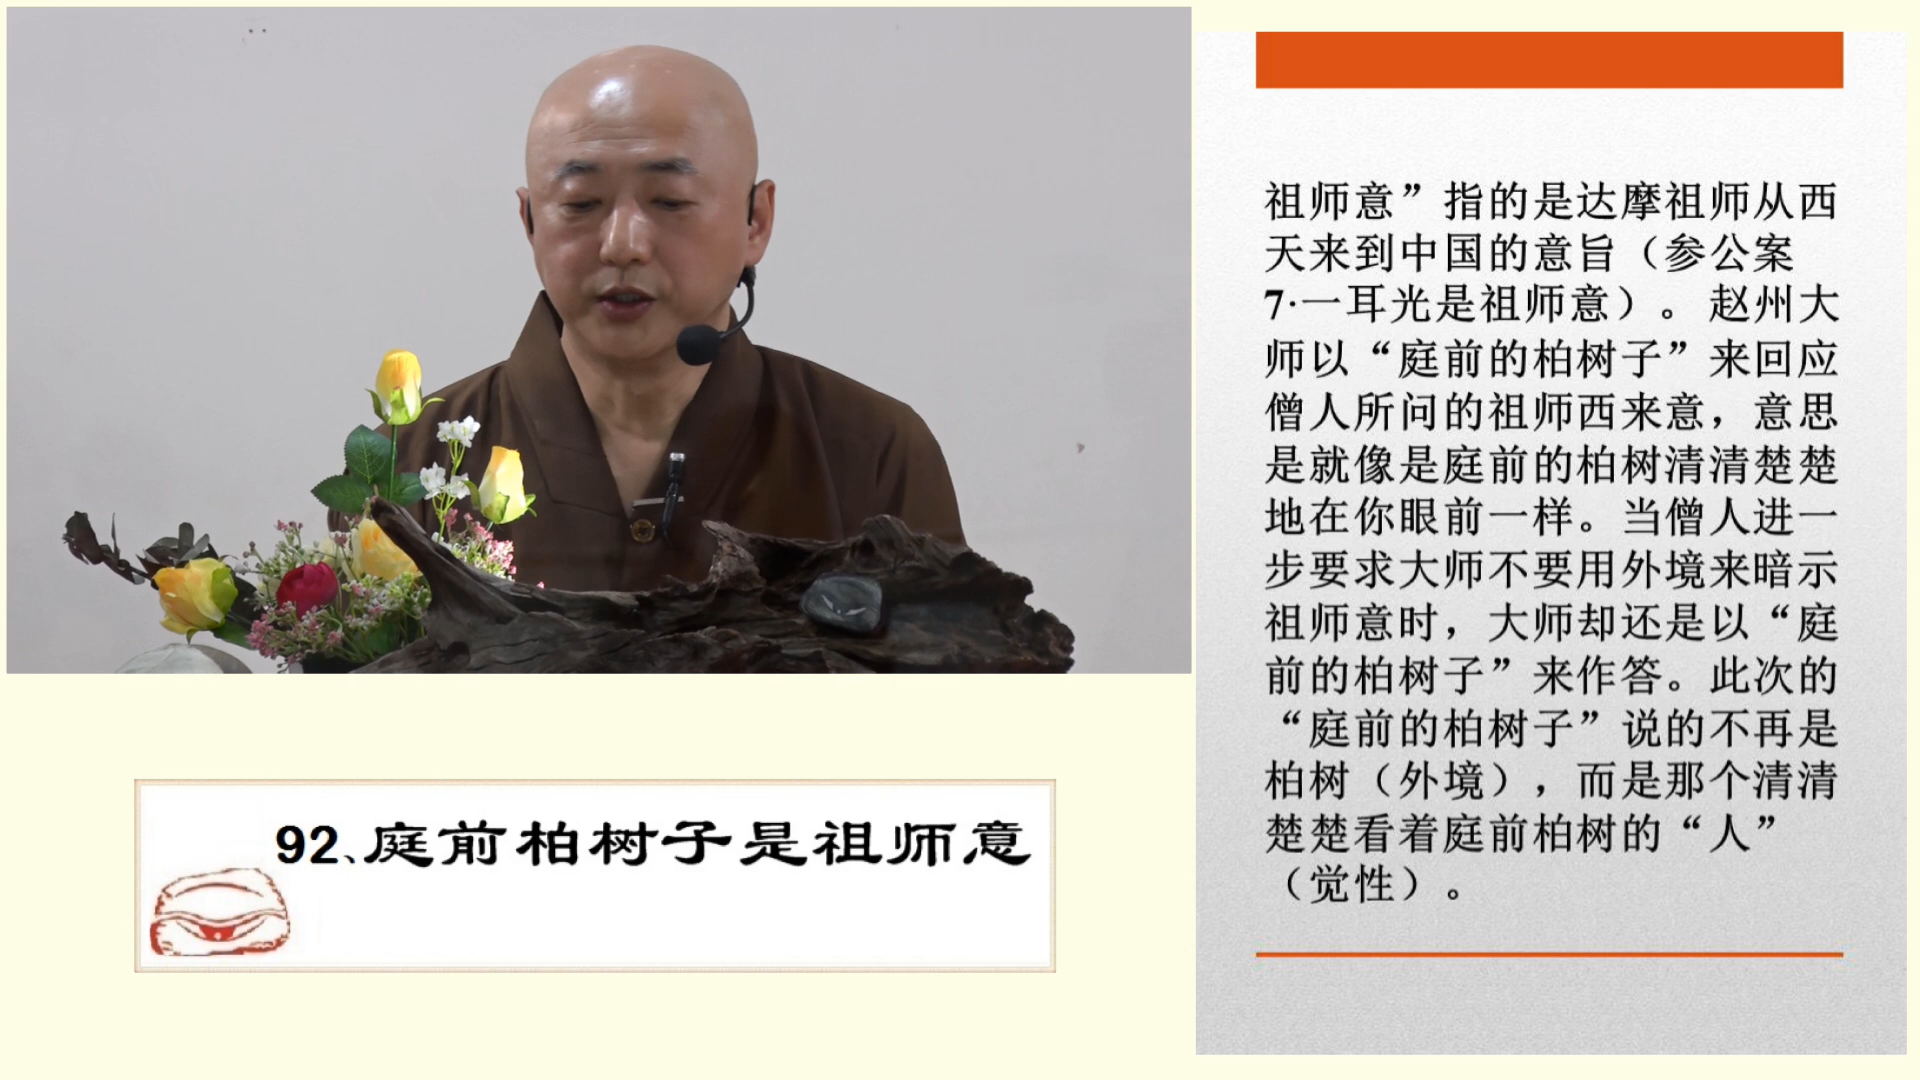 92、庭前柏树子是祖师意
祖师意”指的是达摩祖师从西
天来到中国的意旨（参公案
7·一耳光是祖师意）。赵州大
师以“庭前的柏树子”来回应
僧人所问的祖师西来意，意思
是就像是庭前的柏树清清楚楚
地在你眼前一样。当僧人进一
步要求大师不要用外境来暗示
祖师意时，大师却还是以“庭
前的柏树子”来作答。此次的
“庭前的柏树子”说的不再是
柏树（外境），而是那个清清
楚楚看着庭前柏树的“人”
（觉性）。